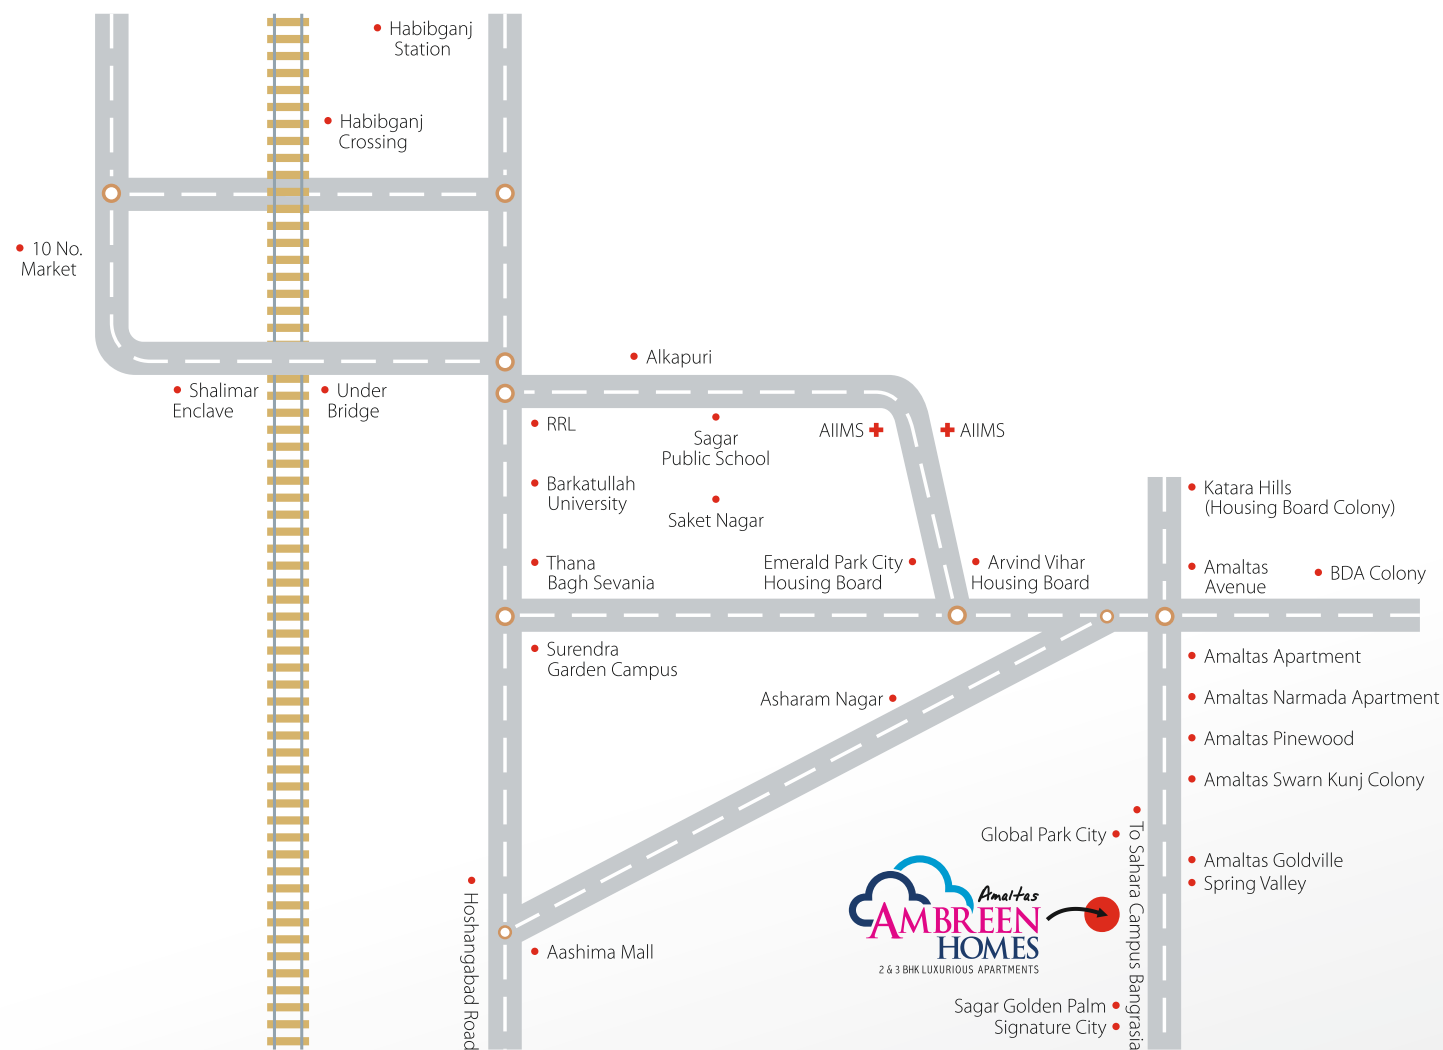 Habibganj
Station
Habibganj
Crossing
10 No.
Market
Shalimar
Enclave
Under
Bridge
Alkapuri
RRL
Sagar
Public School
AIIMS
AIIMS
Barkatullah
University
Saket Nagar
Katara Hills
(Housing Board Colony)
Thana
Bagh Sevania
Emerald Park City
Housing Board
Arvind Vihar
Housing Board
Amaltas
Avenue
BDA Colony
Surendra
Garden Campus
Asharam Nagar
Amaltas Apartment
Amaltas Narmada Apartment
Amaltas Pinewood
Amaltas Swarn Kunj Colony
Global Park City
To Sahara Campus Bangrasia
Amaltas Goldville
Spring Valley
Amaltas
AMBREEN
HOMES
2 & 3 BHK LUXURIOUS APARTMENTS
Hoshangabad Road
Aashima Mall
Sagar Golden Palm
Signature City